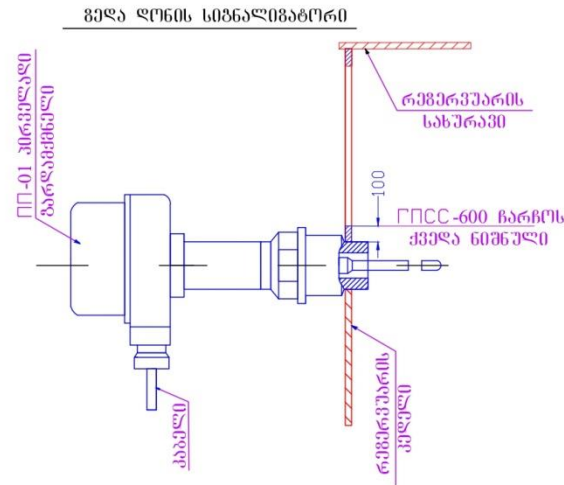 ზედა დონის სიგნალიზატორი
ПП-01 პირველადი
გარდამქმნელი
რეზერვუარის
სახურავი
100
ГПСС-600 ჩარჩოს
ქვედა ნიშნული
კაბელი
რეზერვუარის
კედელი